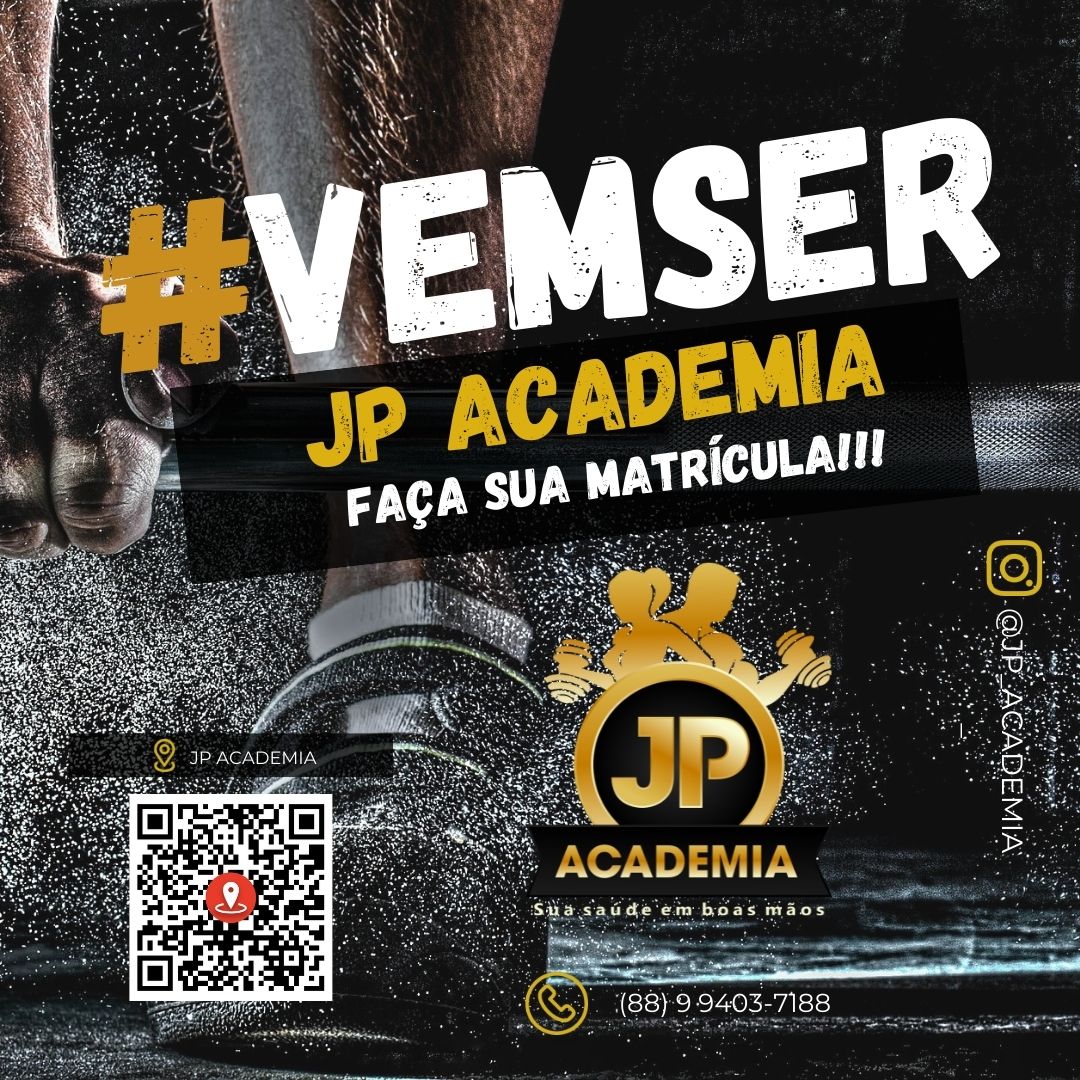 #VEMSER
JP ACADEMIA
FAÇA SUA MATRÍCULA!!!
@JP_ACADEMIA
JP ACADEMIA
JP
ACADEMIA
Sua saúde em boas mãos
(88) 9 9403-7188